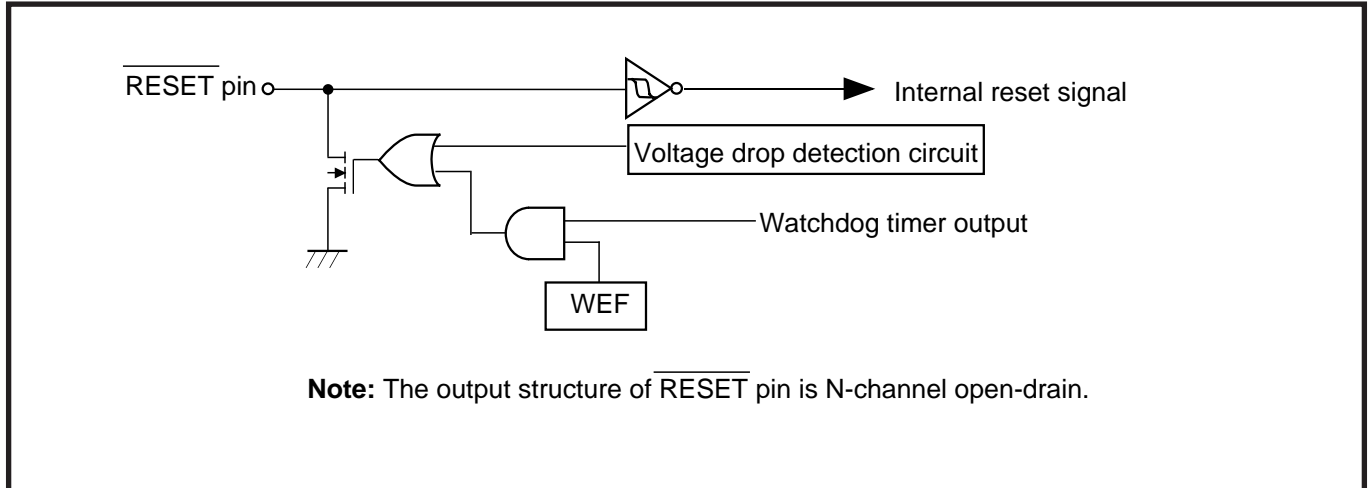 RESET pin
Internal reset signal
Voltage drop detection circuit
Watchdog timer output
WEF
Note: The output structure of RESET pin is N-channel open-drain.